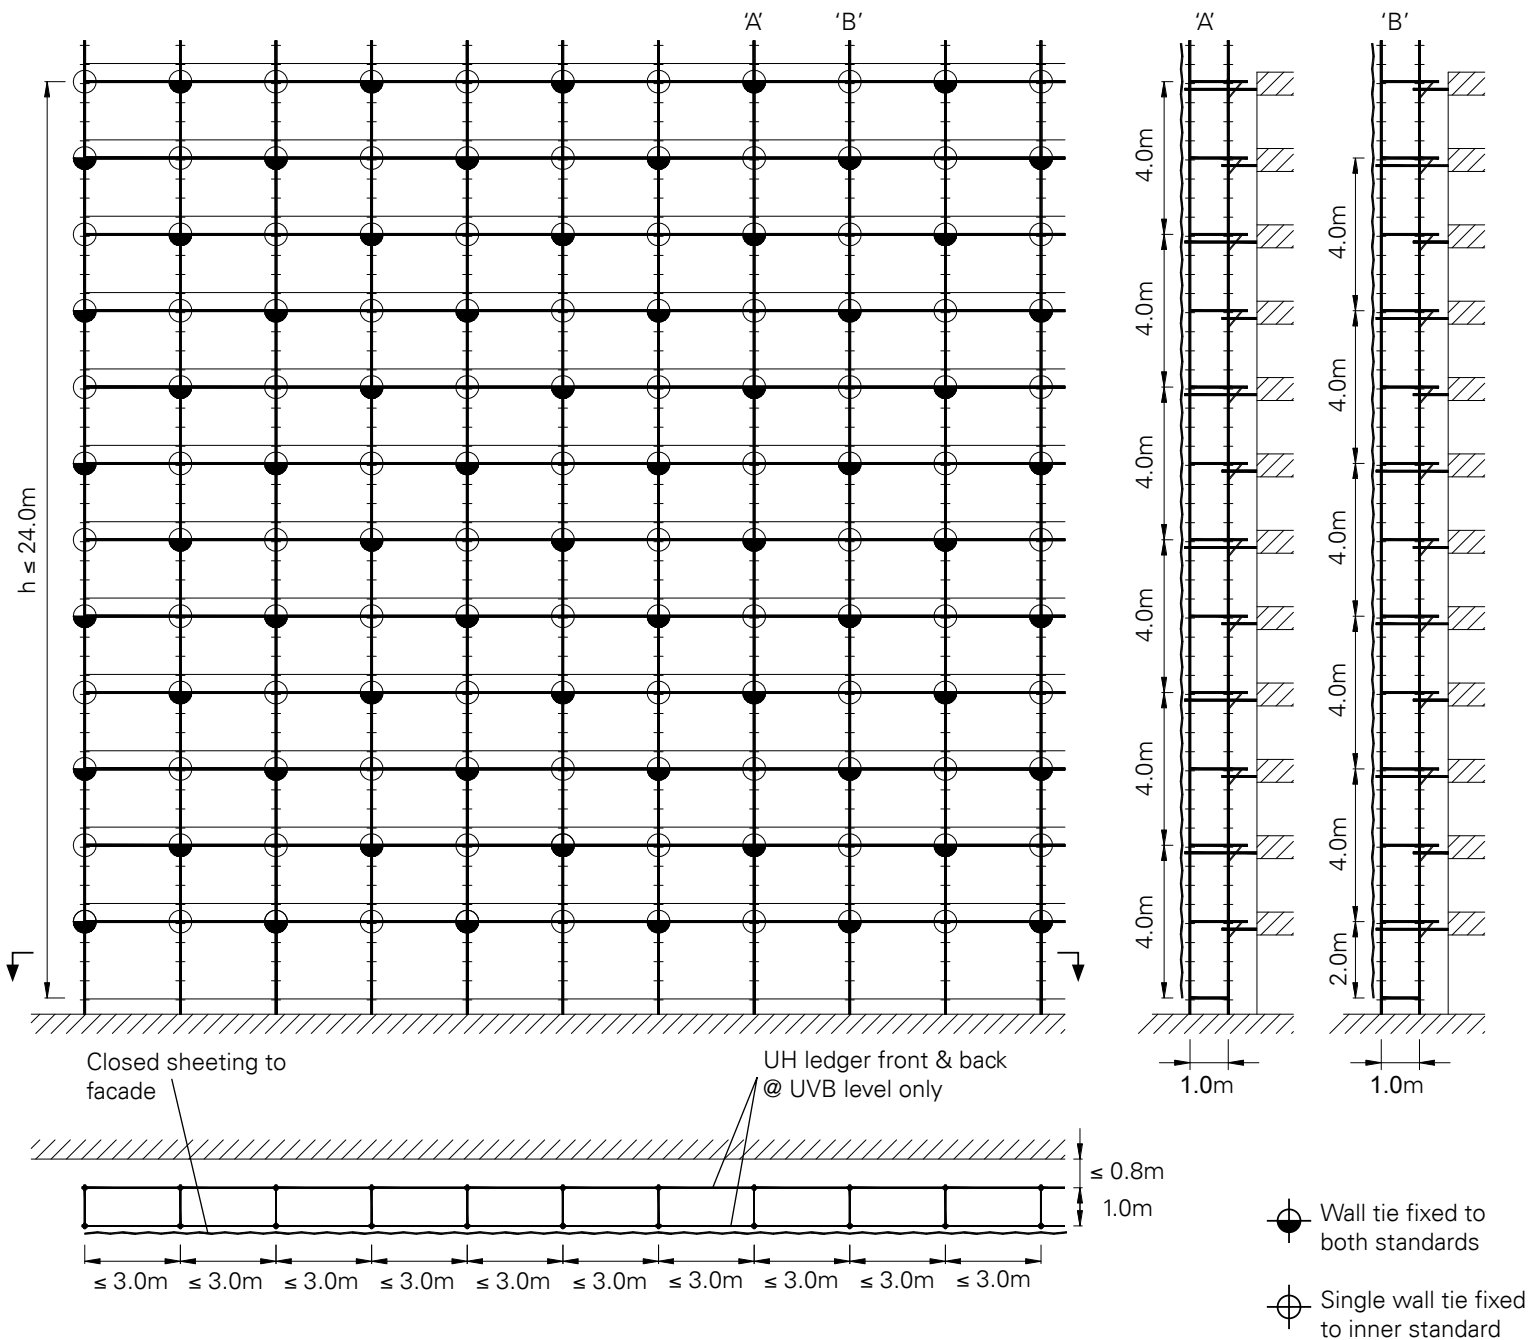 ‘A’ ‘B’ ‘A’ ‘B’
h ≤ 24.0m
4.0m
4.0m
4.0m
4.0m
4.0m
4.0m
4.0m
4.0m
4.0m
4.0m
4.0m
2.0m
1.0m 1.0m
Closed sheeting to
facade
UH ledger front & back
@ UVB level only
≤ 0.8m
1.0m
≤ 3.0m ≤ 3.0m ≤ 3.0m ≤ 3.0m ≤ 3.0m ≤ 3.0m ≤ 3.0m ≤ 3.0m ≤ 3.0m ≤ 3.0m
Wall tie fixed to
both standards
Single wall tie fixed
to inner standard